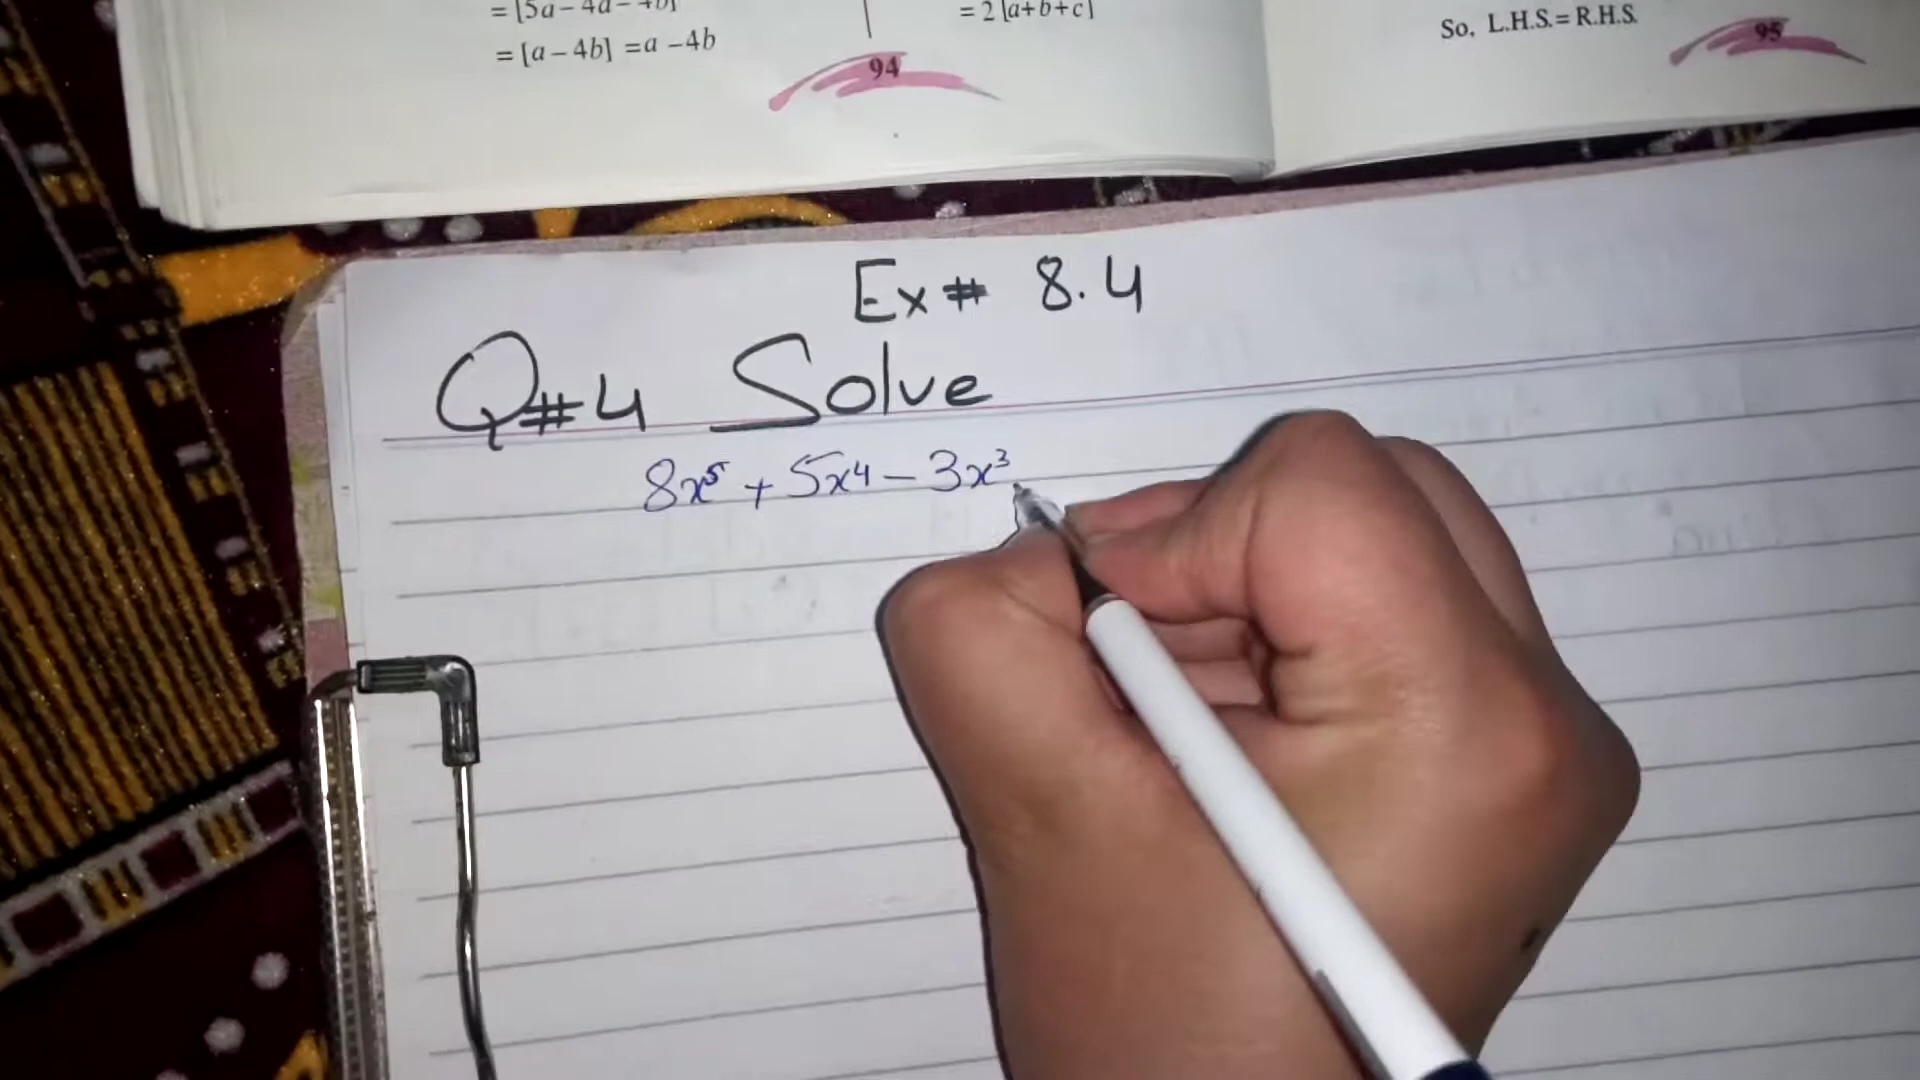 = [5a – 4a – 4b]
= [a – 4b] = a – 4b
94
= 2 [a+b+c]
So, L.H.S. = R.H.S.
95
Ex# 8.4
Q#4 Solve
8x⁵ + 5x⁴ – 3x³